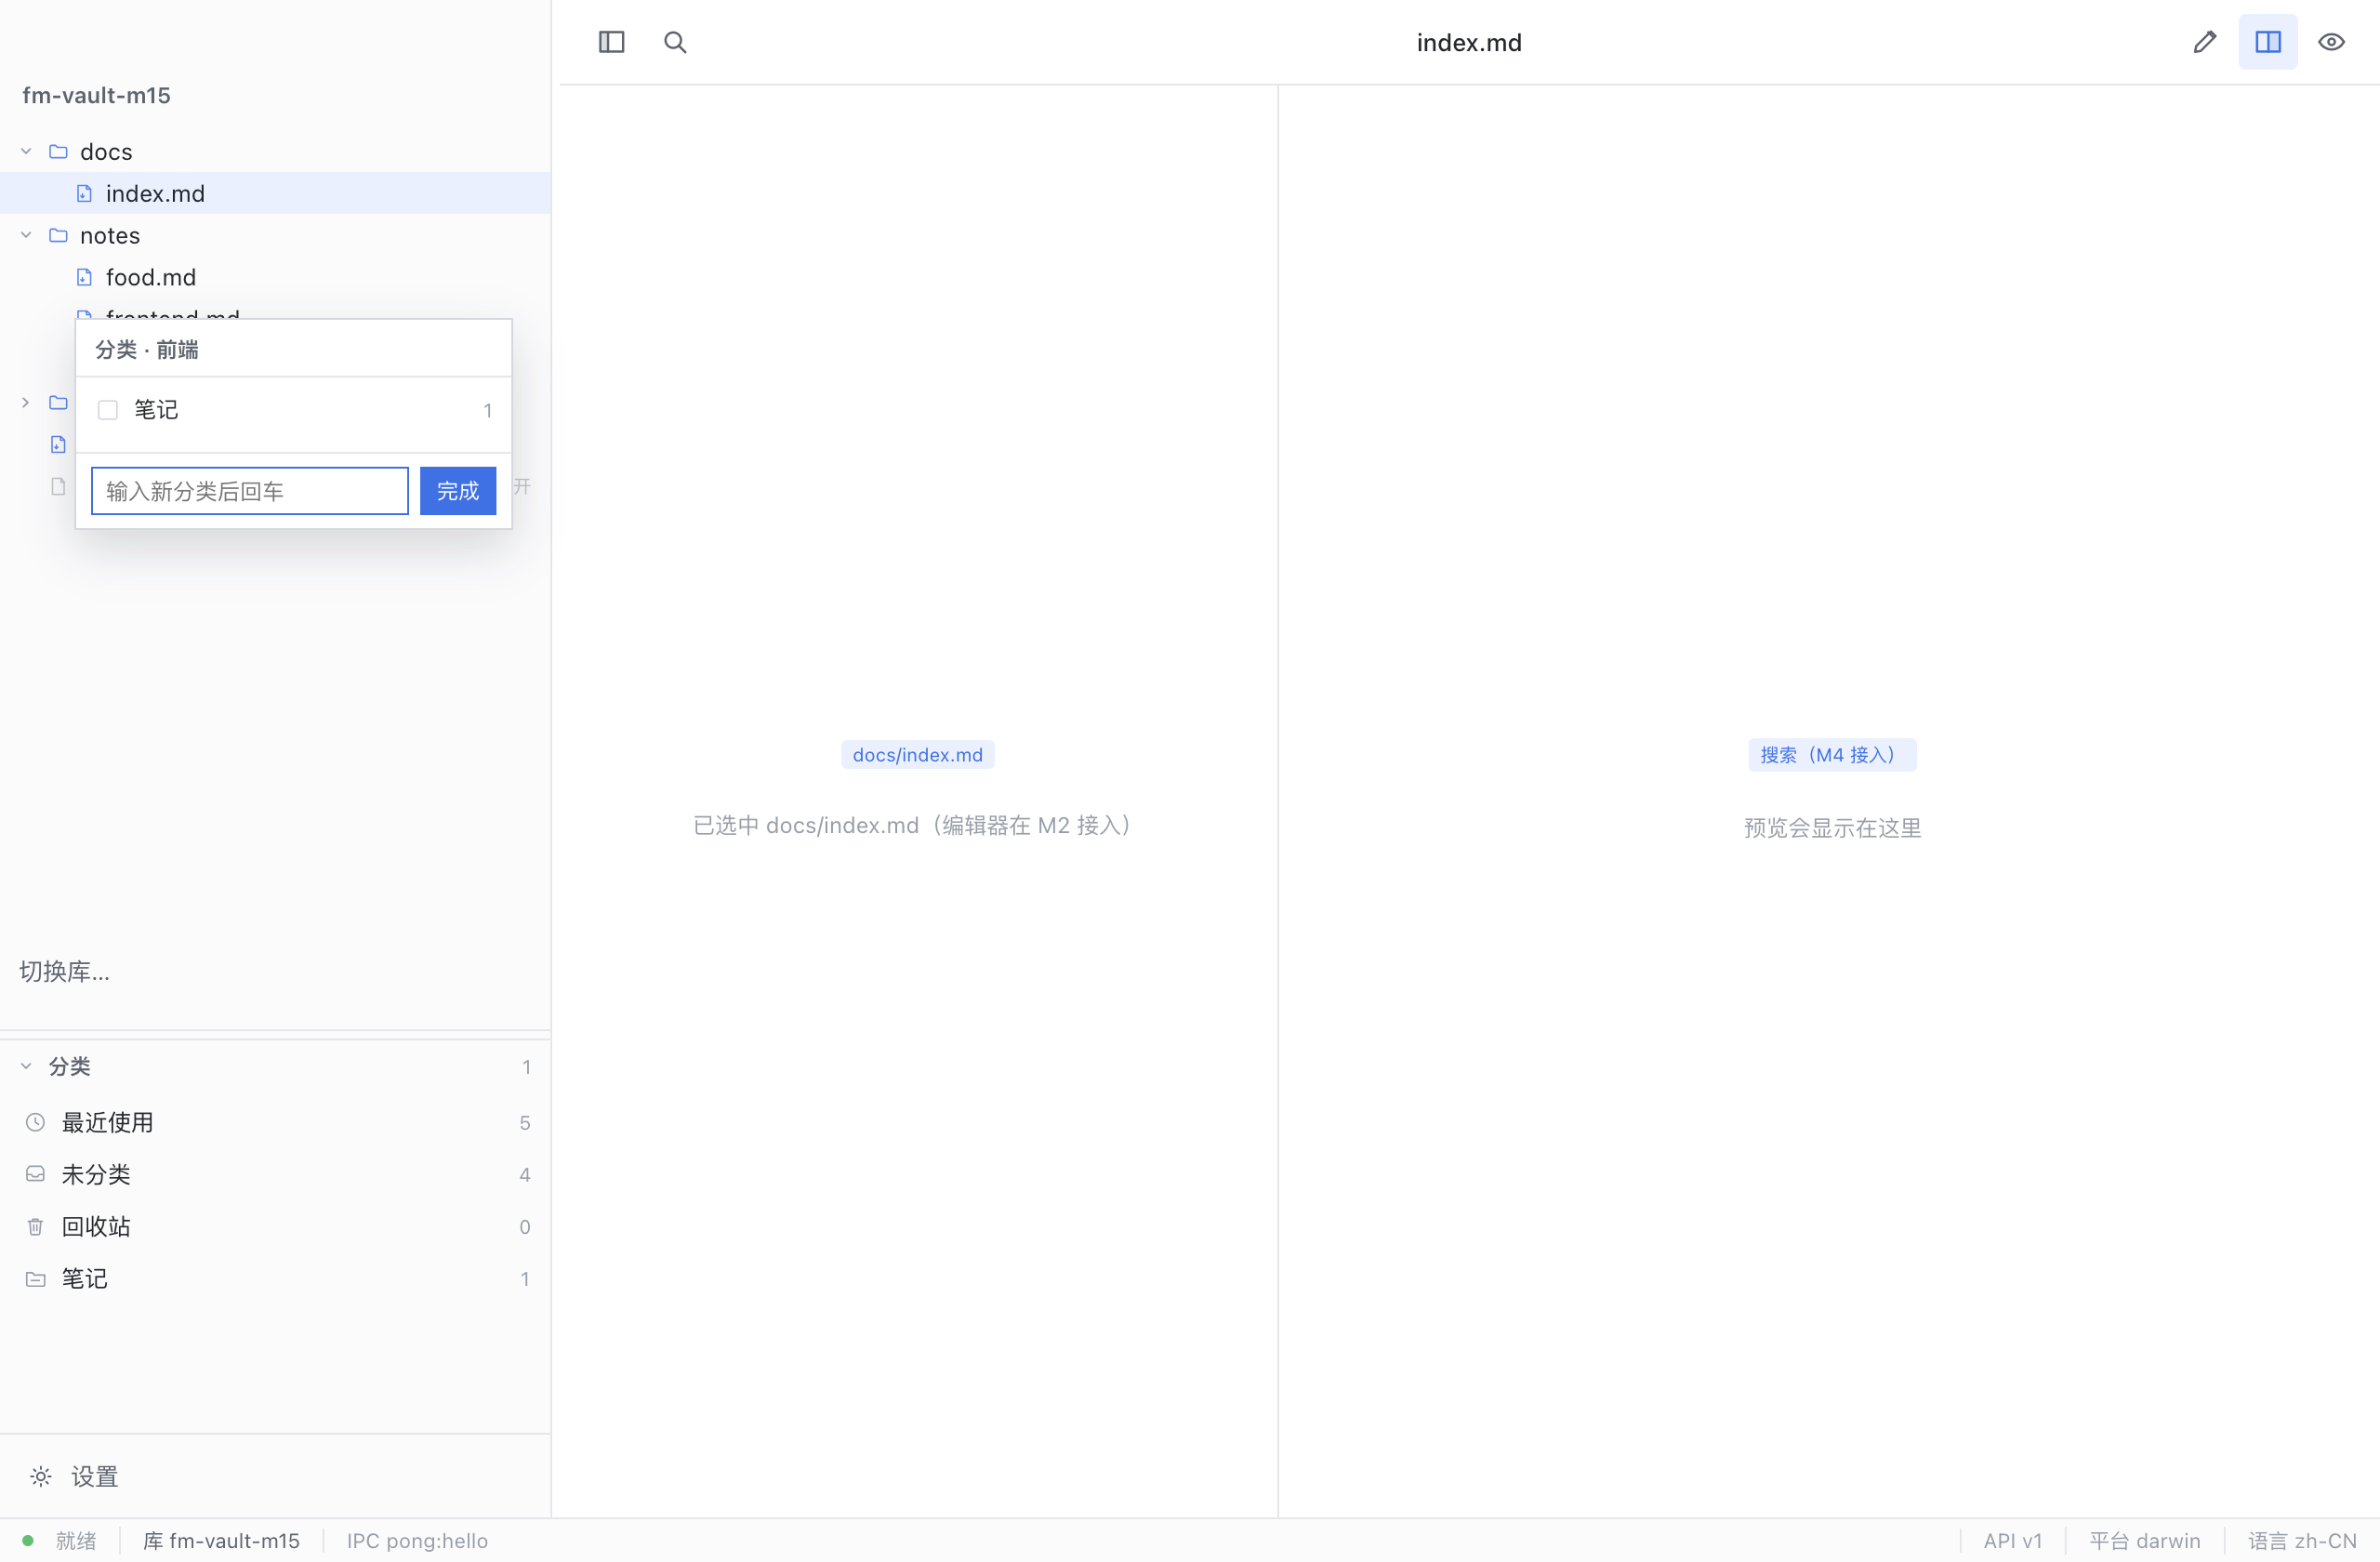 index.md
fm-vault-m15
docs
index.md
notes
food.md
frontend.md
分类 · 前端
笔记 1
输入新分类后回车 完成 开
docs/index.md
已选中 docs/index.md（编辑器在 M2 接入）
搜索（M4 接入）
预览会显示在这里
切换库...
分类 1
最近使用 5
未分类 4
回收站 0
笔记 1
设置
就绪 库 fm-vault-m15 IPC pong:hello API v1 平台 darwin 语言 zh-CN